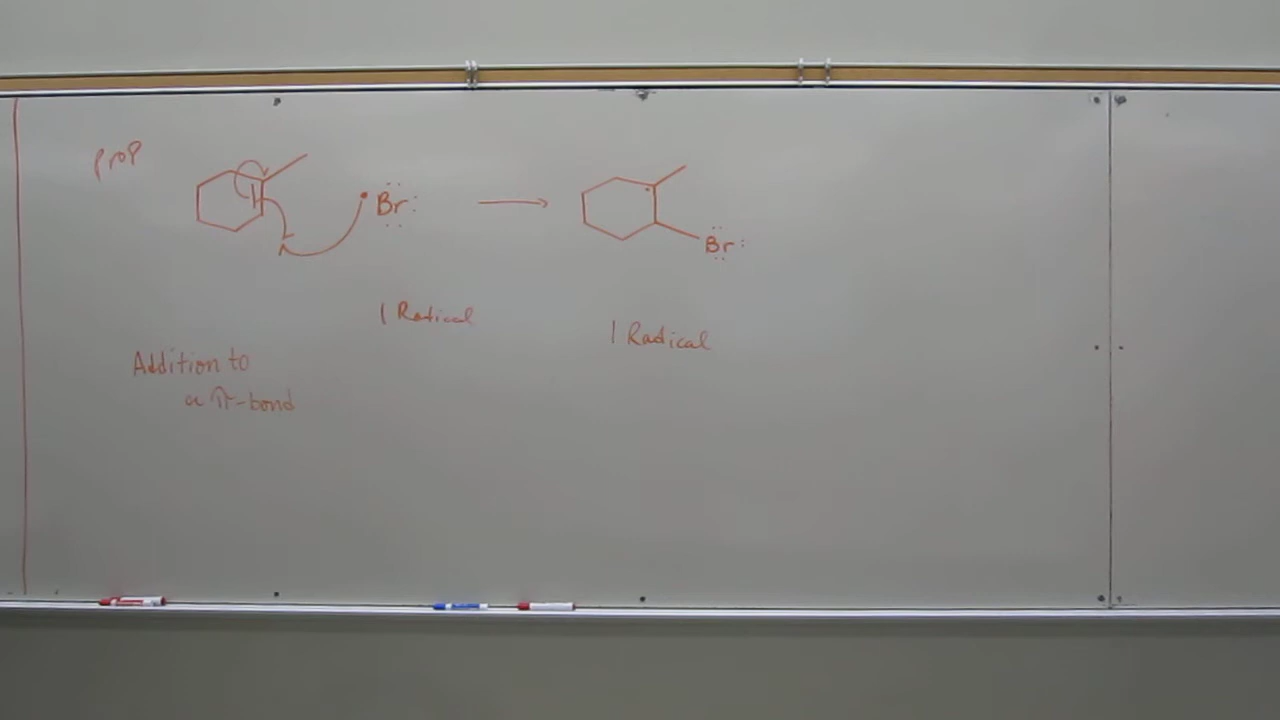 prop
·Br:
Br:
1 Radical
1 Radical
Addition to
a π-bond